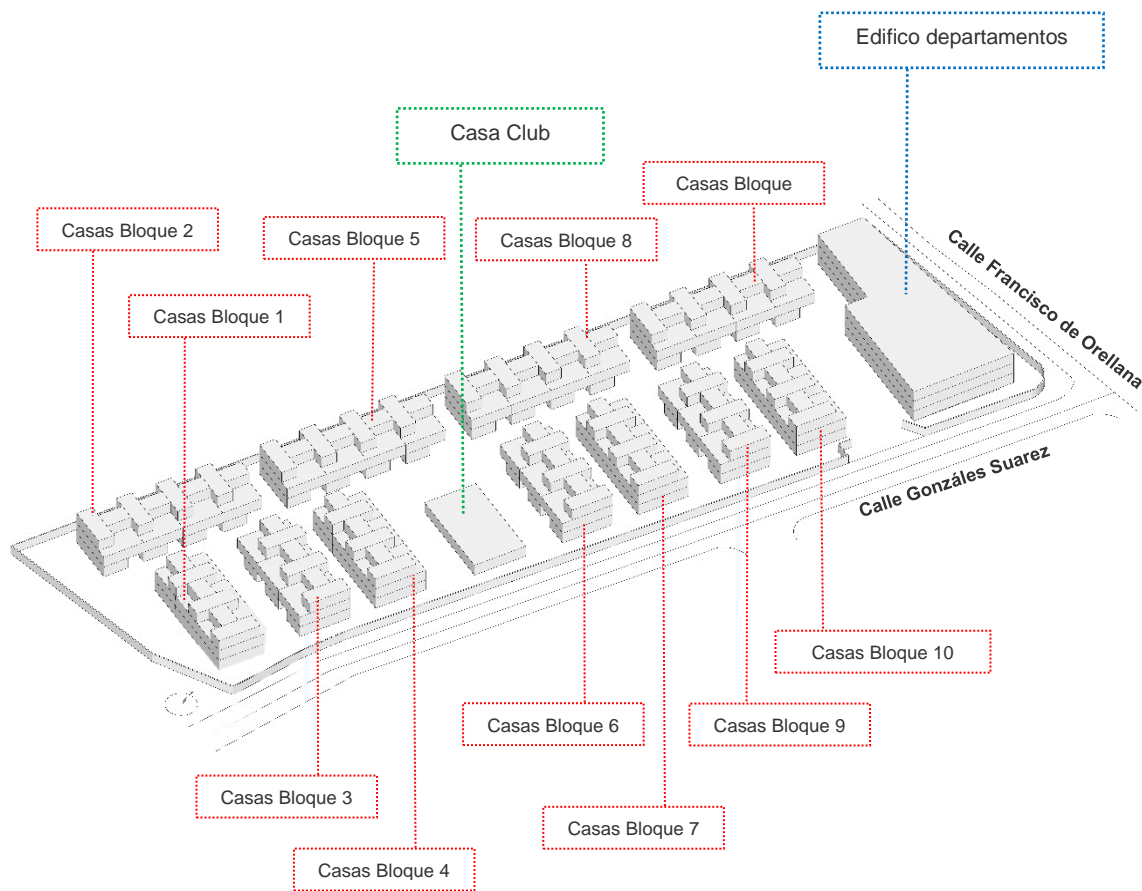 Edifico departamentos
Casa Club
Casas Bloque
Casas Bloque 2
Casas Bloque 5
Casas Bloque 8
Casas Bloque 1
Calle Francisco de Orellana
Calle Gonzáles Suarez
Casas Bloque 10
Casas Bloque 6
Casas Bloque 9
Casas Bloque 3
Casas Bloque 7
Casas Bloque 4